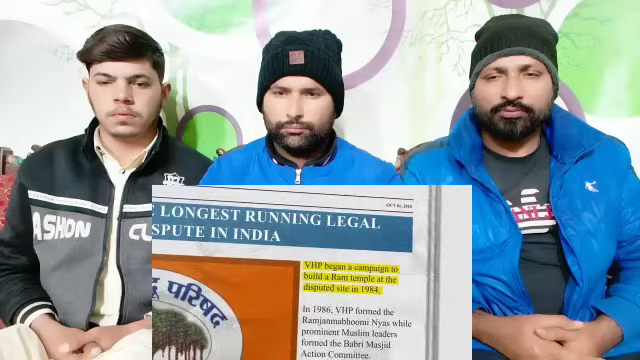 OCT 01, 2010
LONGEST RUNNING LEGAL
SPUTE IN INDIA
VHP began a campaign to
build a Ram temple at the
disputed site in 1984.
In 1986, VHP formed the
Ramjanmabhoomi Nyas while
prominent Muslim leaders
formed the Babri Masjid
Action Committee.
परिषद
ASHON